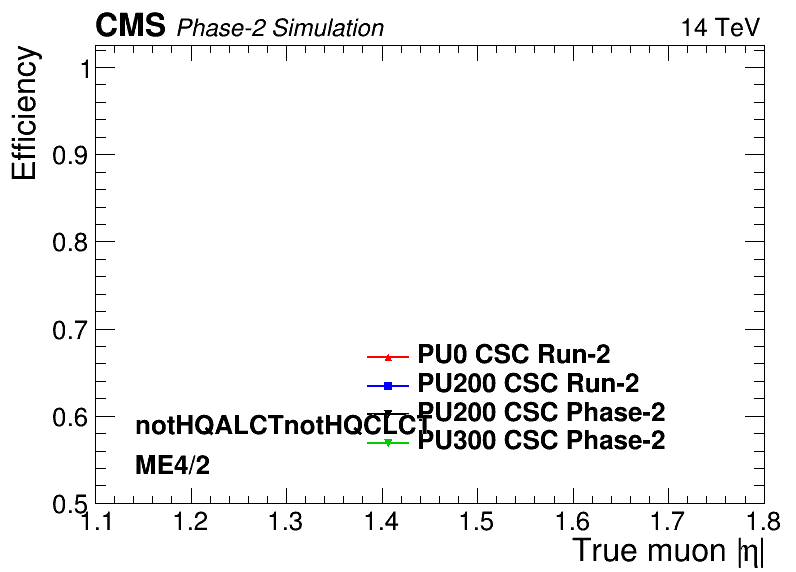 CMS Phase-2 Simulation 14 TeV
Efficiency
1
0.9
0.8
0.7
0.6
0.5
PU0 CSC Run-2
PU200 CSC Run-2
PU200 CSC Phase-2
PU300 CSC Phase-2
notHQALCTnotHQCLCT
ME4/2
1.1 1.2 1.3 1.4 1.5 1.6 1.7 1.8
True muon |η|